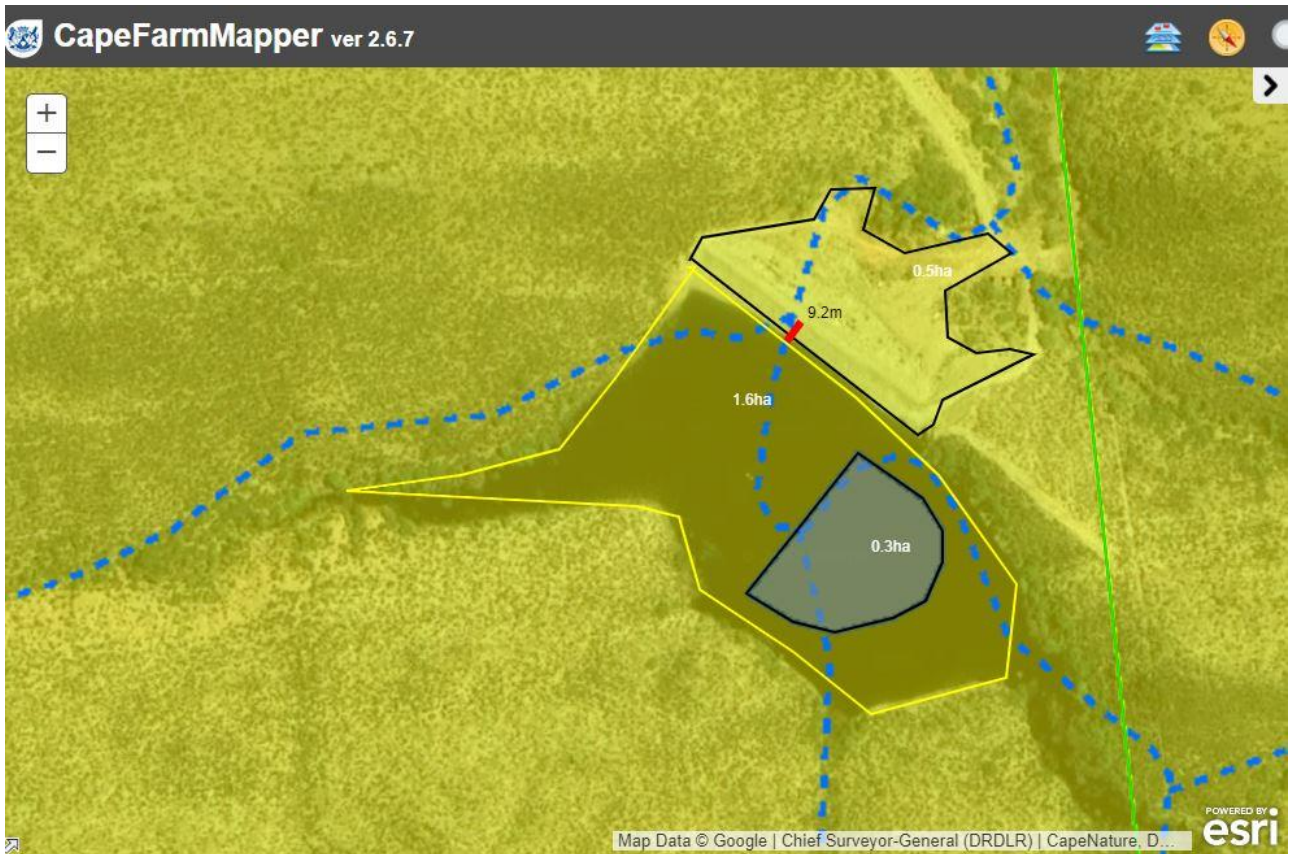 CapeFarmMapper ver 2.6.7
+
−
0.5ha
9.2m
1.6ha
0.3ha
POWERED BY
esri
Map Data © Google | Chief Surveyor-General (DRDLR) | CapeNature, D...